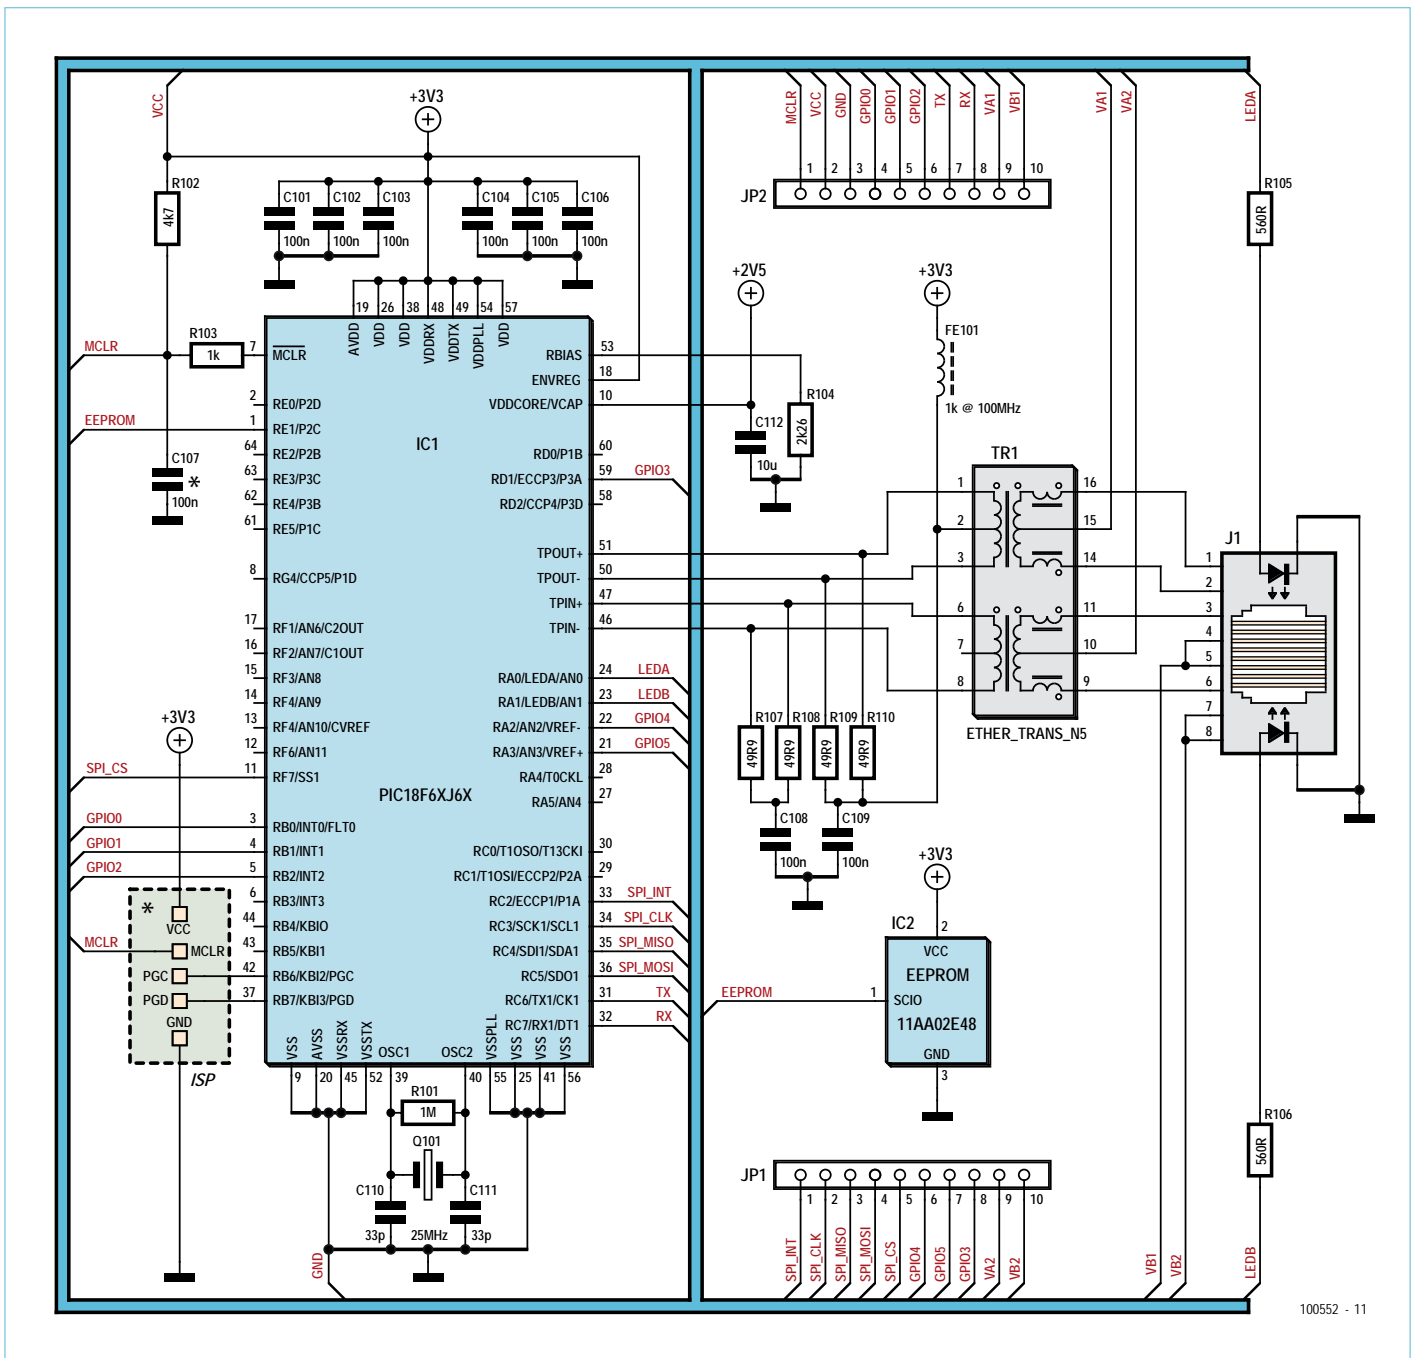 VCC
+3V3
MCLR
VCC
GND
GPIO0
GPIO1
GPIO2
TX
RX
VA1
VB1
VA1
VA2
LEDA
1 2 3 4 5 6 7 8 9 10
JP2
R102
4k7
C101
100n
C102
100n
C103
100n
C104
100n
C105
100n
C106
100n
R105
560R
+2V5
+3V3
FE101
1k @ 100MHz
19 26 38 48 49 54 57
AVDD
VDD
VDD
VDDRX
VDDTX
VDDPLL
VDD
MCLR
R103
1k
7 MCLR
2 RE0/P2D
EEPROM
1 RE1/P2C
64 RE2/P2B
63 RE3/P3C
62 RE4/P3B
61 RE5/P1C
8 RG4/CCP5/P1D
17 RF1/AN6/C2OUT
16 RF2/AN7/C1OUT
15 RF3/AN8
14 RF4/AN9
13 RF4/AN10/CVREF
12 RF6/AN11
SPI_CS
11 RF7/SS1
GPIO0
3 RB0/INT0/FLT0
GPIO1
4 RB1/INT1
GPIO2
5 RB2/INT2
6 RB3/INT3
44 RB4/KBIO
43 RB5/KBI1
42 RB6/KBI2/PGC
37 RB7/KBI3/PGD
C107
*
100n
IC1
PIC18F6XJ6X
RBIAS 53
ENVREG 18
VDDCORE/VCAP 10
RD0/P1B 60
RD1/ECCP3/P3A 59 GPIO3
RD2/CCP4/P3D 58
TPOUT+ 51
TPOUT- 50
TPIN+ 47
TPIN- 46
RA0/LEDA/AN0 24 LEDA
RA1/LEDB/AN1 23 LEDB
RA2/AN2/VREF- 22 GPIO4
RA3/AN3/VREF+ 21 GPIO5
RA4/T0CKL 28
RA5/AN4 27
RC0/T1OSO/T13CKI 30
RC1/T1OSI/ECCP2/P2A 29
RC2/ECCP1/P1A 33 SPI_INT
RC3/SCK1/SCL1 34 SPI_CLK
RC4/SDI1/SDA1 35 SPI_MISO
RC5/SDO1 36 SPI_MOSI
RC6/TX1/CK1 31 TX
RC7/RX1/DT1 32 RX
R104
2k26
C112
10u
TR1
1
2
3
6
7
8
16
15
14
11
10
9
ETHER_TRANS_N5
J1
1
2
3
4
5
6
7
8
R107
49R9
R108
49R9
R109
49R9
R110
49R9
C108
100n
C109
100n
+3V3
+3V3
*
VCC
MCLR
MCLR
PGC
PGD
GND
ISP
IC2
2
VCC
EEPROM
EEPROM
1 SCIO
11AA02E48
GND
3
VSS
AVSS
VSSRX
VSSTX
OSC1
OSC2
VSSPLL
VSS
VSS
VSS
9 20 45 52 39 40 55 25 41 56
R101
1M
Q101
25MHz
C110
33p
C111
33p
GND
R106
560R
JP1
1 2 3 4 5 6 7 8 9 10
SPI_INT
SPI_CLK
SPI_MISO
SPI_MOSI
SPI_CS
GPIO4
GPIO5
GPIO3
VA2
VB2
VB1
VB2
LEDB
100552 - 11